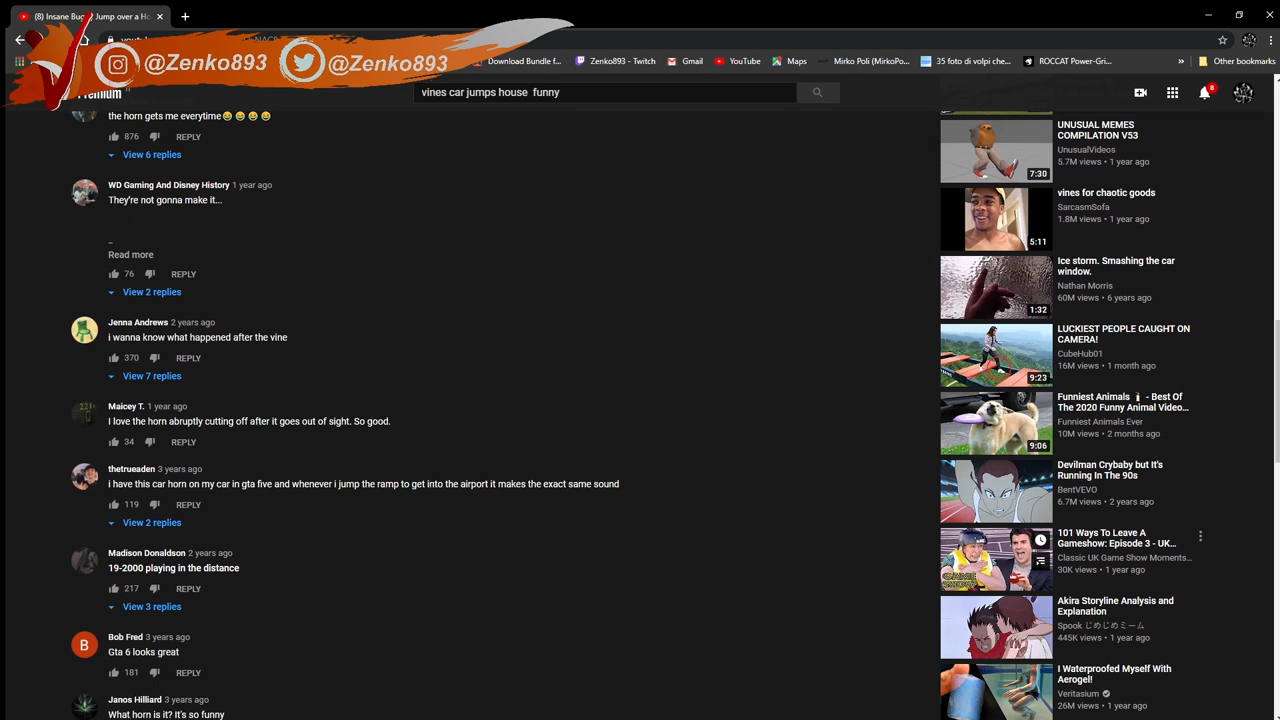 (8) Insane Bug
Jump over a Ho
@Zenko893
@Zenko893
Download Bundle f...
Zenko893 - Twitch
Gmail
YouTube
Maps
Mirko Poli (MirkoPo...
35 foto di volpi che...
ROCCAT Power-Gri...
»
Other bookmarks
Premium
vines car jumps house funny
8
the horn gets me everytime😂😂😂😂
876 REPLY
View 6 replies
WD Gaming And Disney History 1 year ago
They're not gonna make it...
_
Read more
76 REPLY
View 2 replies
Jenna Andrews 2 years ago
i wanna know what happened after the vine
370 REPLY
View 7 replies
Maicey T. 1 year ago
I love the horn abruptly cutting off after it goes out of sight. So good.
34 REPLY
thetrueaden 3 years ago
i have this car horn on my car in gta five and whenever i jump the ramp to get into the airport it makes the exact same sound
119 REPLY
View 2 replies
Madison Donaldson 2 years ago
19-2000 playing in the distance
217 REPLY
View 3 replies
B
Bob Fred 3 years ago
Gta 6 looks great
181 REPLY
Janos Hilliard 3 years ago
What horn is it? It's so funny
UNUSUAL MEMES
COMPILATION V53
UnusualVideos
5.7M views • 1 year ago
7:30
vines for chaotic goods
SarcasmSofa
1.8M views • 1 year ago
5:11
Ice storm. Smashing the car
window.
Nathan Morris
60M views • 6 years ago
1:32
LUCKIEST PEOPLE CAUGHT ON
CAMERA!
CubeHub01
16M views • 1 month ago
9:23
Funniest Animals 🐧 - Best Of
The 2020 Funny Animal Video...
Funniest Animals Ever
10M views • 2 months ago
9:06
Devilman Crybaby but It's
Running In The 90s
BentVEVO
6.7M views • 2 years ago
101 Ways To Leave A
Gameshow: Episode 3 - UK...
Classic UK Game Show Moments...
30K views • 1 year ago
Akira Storyline Analysis and
Explanation
Spook じめじめミーム
445K views • 1 year ago
I Waterproofed Myself With
Aerogel!
Veritasium
26M views • 1 year ago